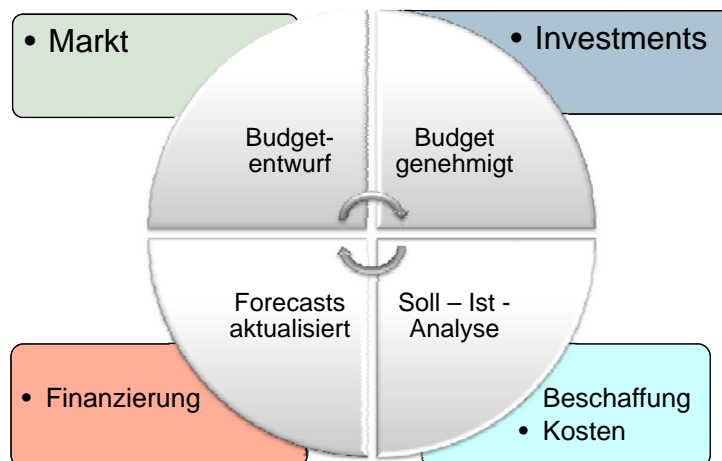 • Markt
• Investments
Budget-
entwurf
Budget
genehmigt
Forecasts
aktualisiert
Soll – Ist -
Analyse
• Finanzierung
Beschaffung
• Kosten